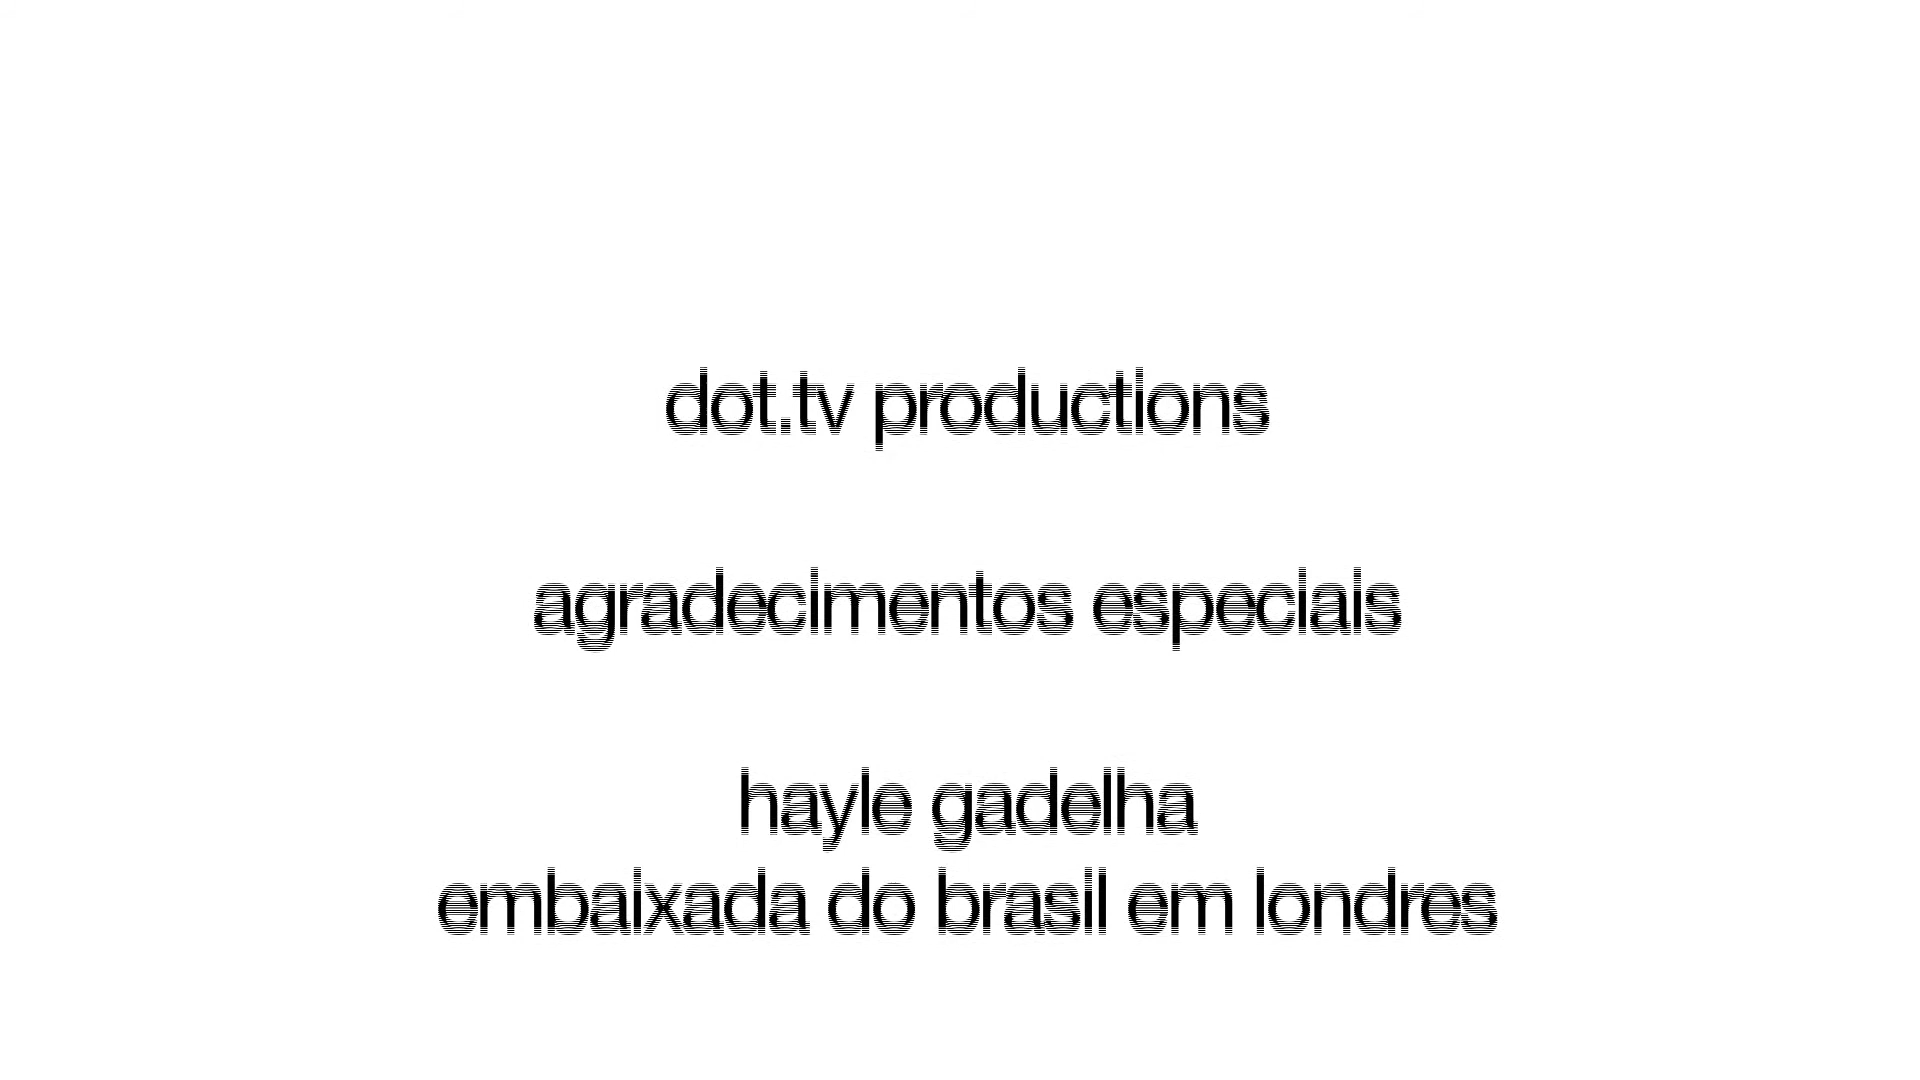 dot.tv productions
agradecimentos especiais
hayle gadelha
embaixada do brasil em londres